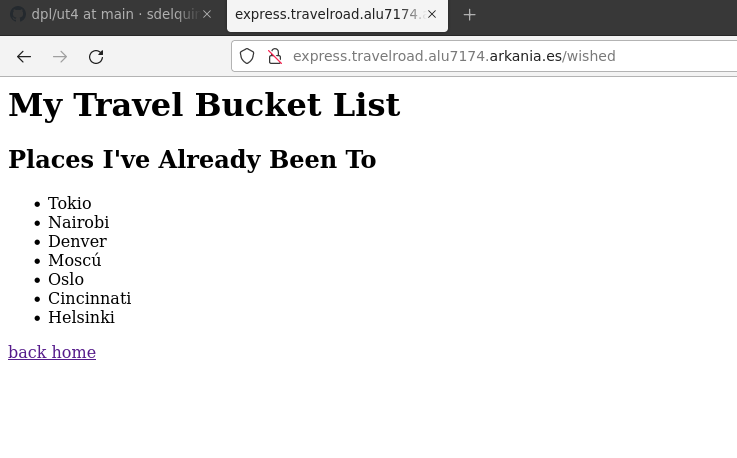 dpl/ut4 at main · sdelquin
express.travelroad.alu7174.
express.travelroad.alu7174.arkania.es/wished
My Travel Bucket List
Places I've Already Been To
Tokio
Nairobi
Denver
Moscú
Oslo
Cincinnati
Helsinki
back home